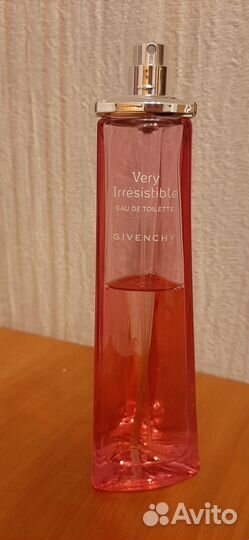 Very
Irrésistible
EAU DE TOILETTE
GIVENCHY
Avito